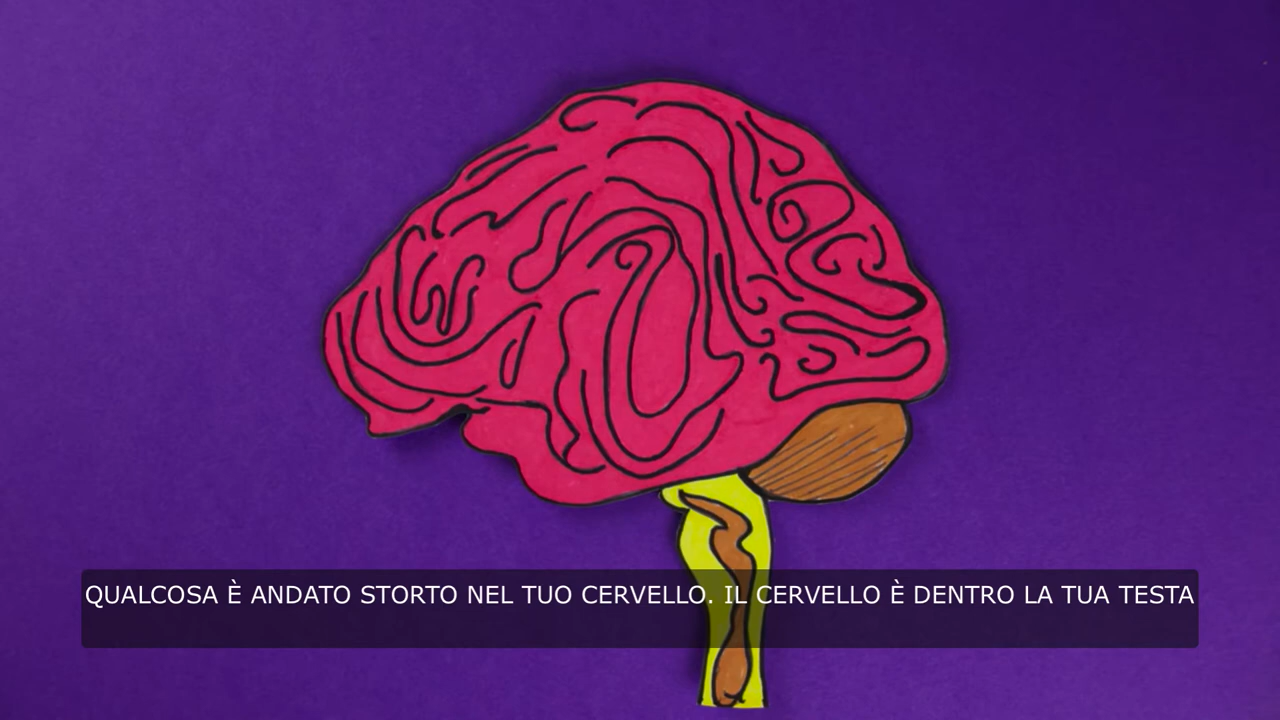 QUALCOSA È ANDATO STORTO NEL TUO CERVELLO. IL CERVELLO È DENTRO LA TUA TESTA